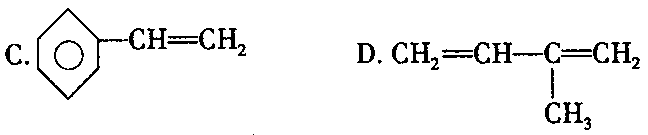 C. CH=CH₂
D. CH₂=CH—C=CH₂
CH₃